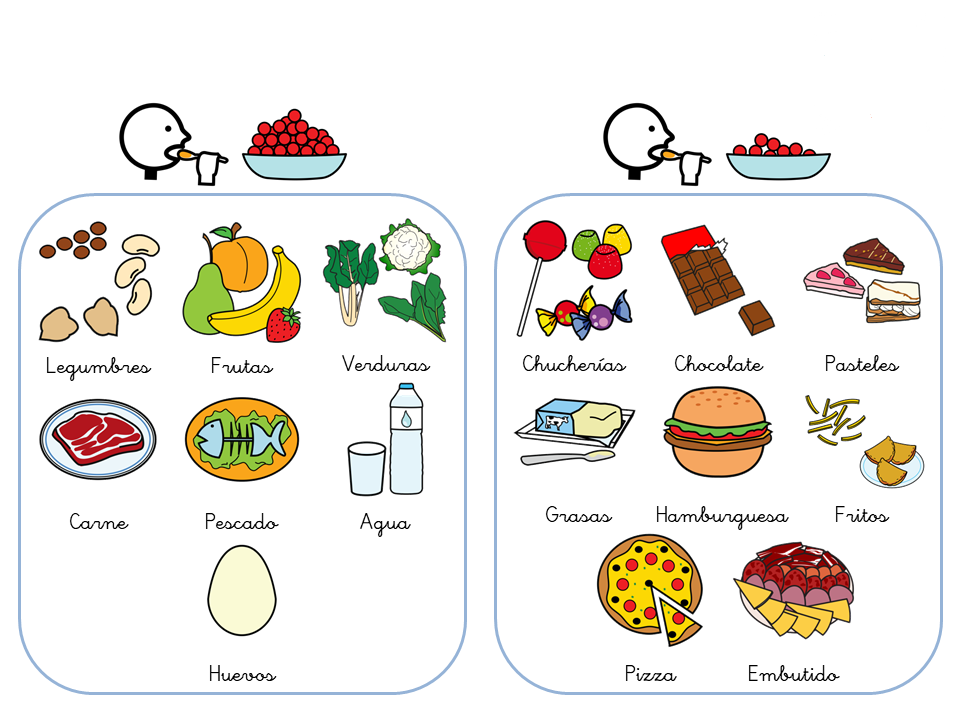 Legumbres Frutas Verduras
Carne Pescado Agua
Huevos
Chucherías Chocolate Pasteles
Grasas Hamburguesa Fritos
Pizza Embutido